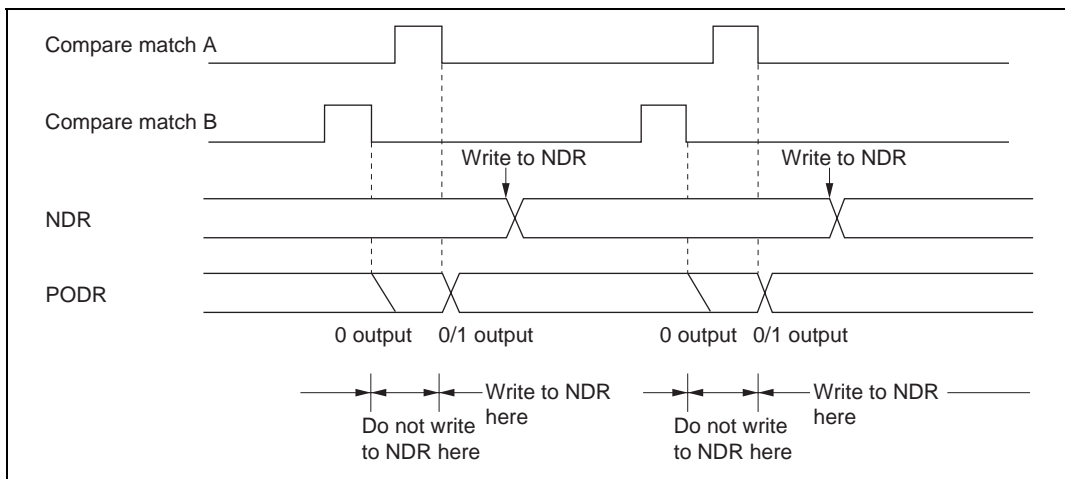 Compare match A
Compare match B
Write to NDR
Write to NDR
NDR
PODR
0 output
0/1 output
0 output
0/1 output
Write to NDR
here
Do not write
to NDR here
Write to NDR
here
Do not write
to NDR here